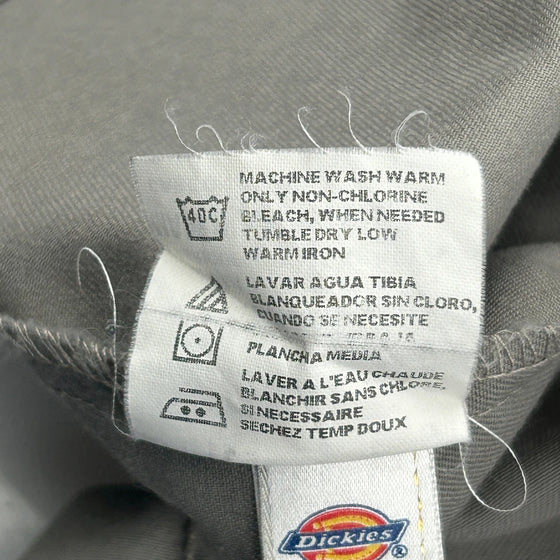 MACHINE WASH WARM
ONLY NON-CHLORINE
BLEACH, WHEN NEEDED
TUMBLE DRY LOW
WARM IRON
40C
LAVAR AGUA TIBIA
BLANQUEADOR SIN CLORO,
CUANDO SE NECESITE
PLANCHA MEDIA
LAVER A L'EAU CHAUDE
BLANCHIR SANS CHLORE,
SI NECESSAIRE
SECHEZ TEMP DOUX
Dickies
®